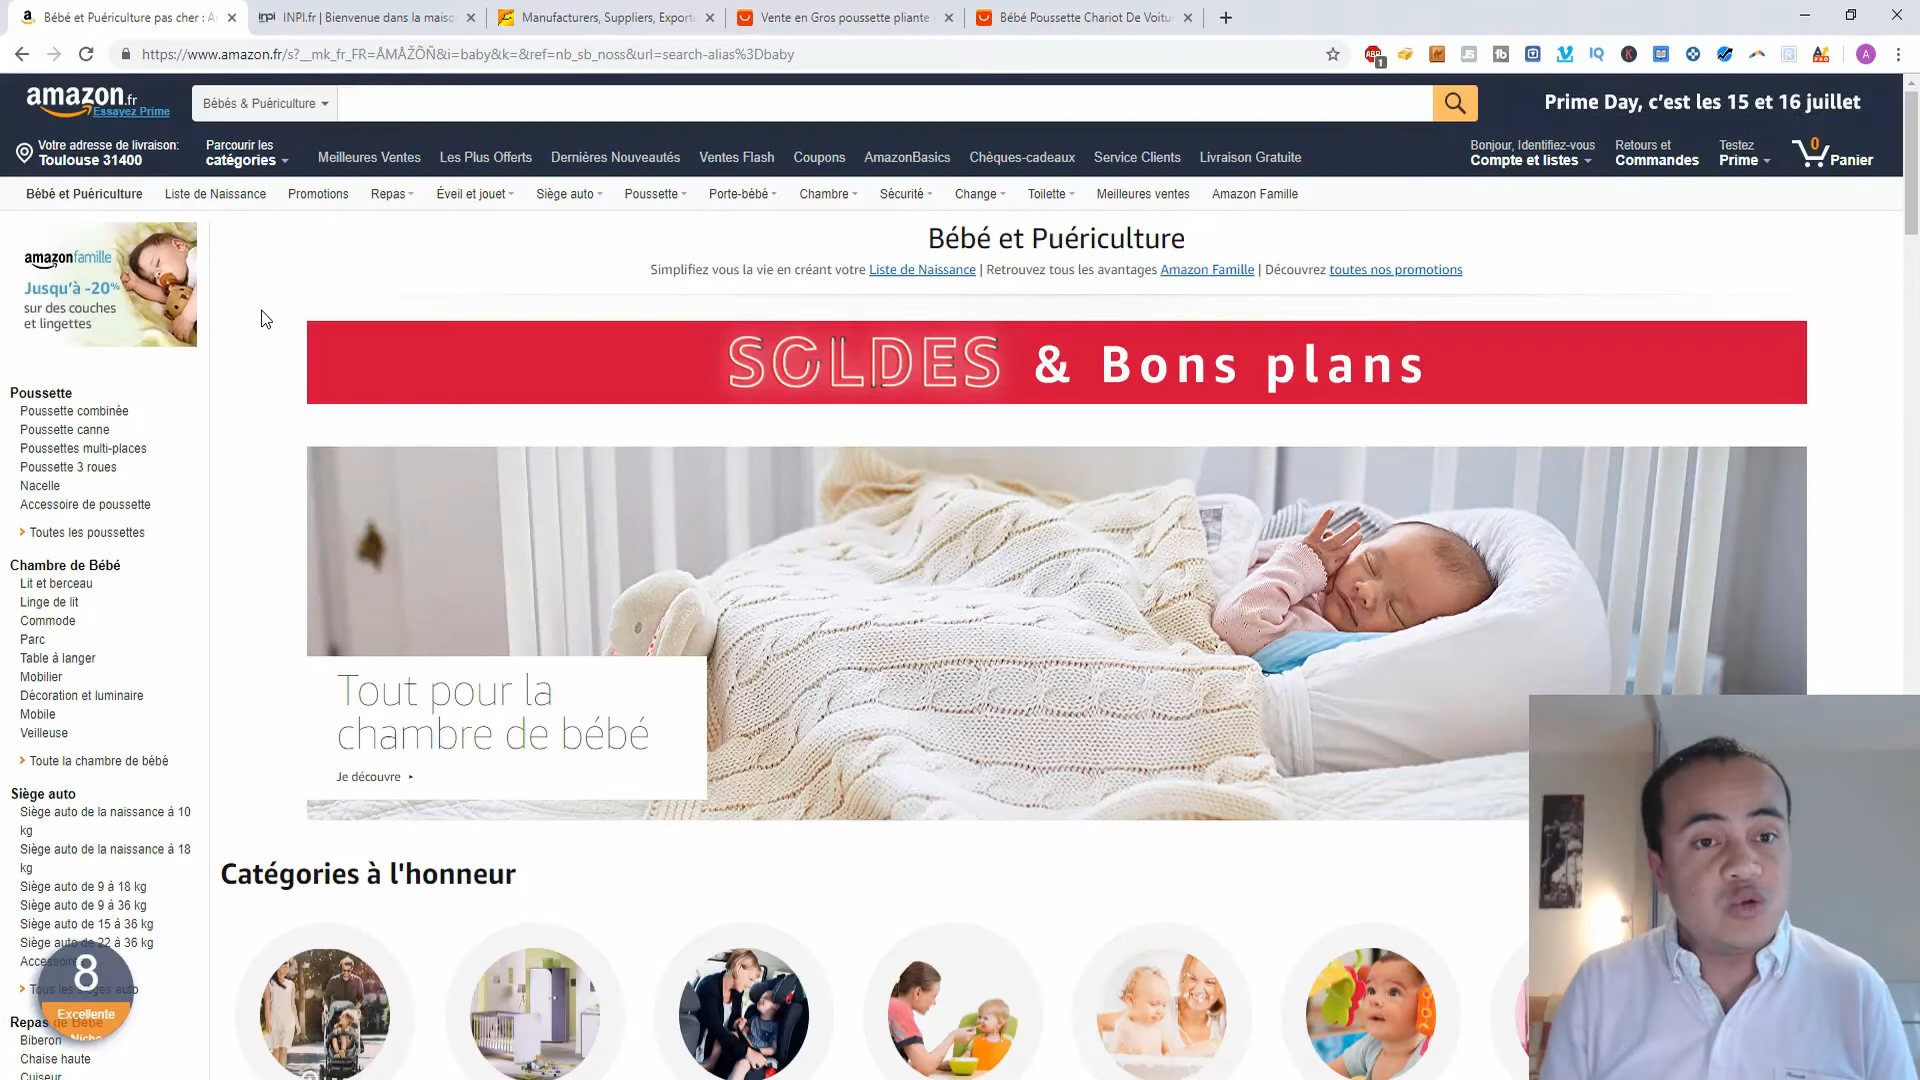 Bébé et Puériculture pas cher : A
INPI.fr | Bienvenue dans la maiso
Manufacturers, Suppliers, Export
Vente en Gros poussette pliante
Bébé Poussette Chariot De Voitu
https://www.amazon.fr/s?__mk_fr_FR=ÅMÅŽÕÑ&i=baby&k=&ref=nb_sb_noss&url=search-alias%3Dbaby
amazon.fr
Essayez Prime
Bébés & Puériculture
Prime Day, c'est les 15 et 16 juillet
Votre adresse de livraison:
Toulouse 31400
Parcourir les
catégories
Meilleures Ventes
Les Plus Offerts
Dernières Nouveautés
Ventes Flash
Coupons
AmazonBasics
Chèques-cadeaux
Service Clients
Livraison Gratuite
Bonjour, Identifiez-vous
Compte et listes
Retours et
Commandes
Testez
Prime
0
Panier
Bébé et Puériculture
Liste de Naissance
Promotions
Repas
Éveil et jouet
Siège auto
Poussette
Porte-bébé
Chambre
Sécurité
Change
Toilette
Meilleures ventes
Amazon Famille
amazonfamille
Jusqu'à -20%
sur des couches
et lingettes
Bébé et Puériculture
Simplifiez vous la vie en créant votre Liste de Naissance | Retrouvez tous les avantages Amazon Famille | Découvrez toutes nos promotions
SOLDES & Bons plans
Tout pour la
chambre de bébé
Je découvre
Poussette
Poussette combinée
Poussette canne
Poussettes multi-places
Poussette 3 roues
Nacelle
Accessoire de poussette
Toutes les poussettes
Chambre de Bébé
Lit et berceau
Linge de lit
Commode
Parc
Table à langer
Mobilier
Décoration et luminaire
Mobile
Veilleuse
Toute la chambre de bébé
Siège auto
Siège auto de la naissance à 10
kg
Siège auto de la naissance à 18
kg
Siège auto de 9 à 18 kg
Siège auto de 9 à 36 kg
Siège auto de 15 à 36 kg
Siège auto de 22 à 36 kg
Tous les sièges auto
Repas de Bébé
Biberon
Chaise haute
Cuiseur
8
Excellente
Niche
Catégories à l'honneur